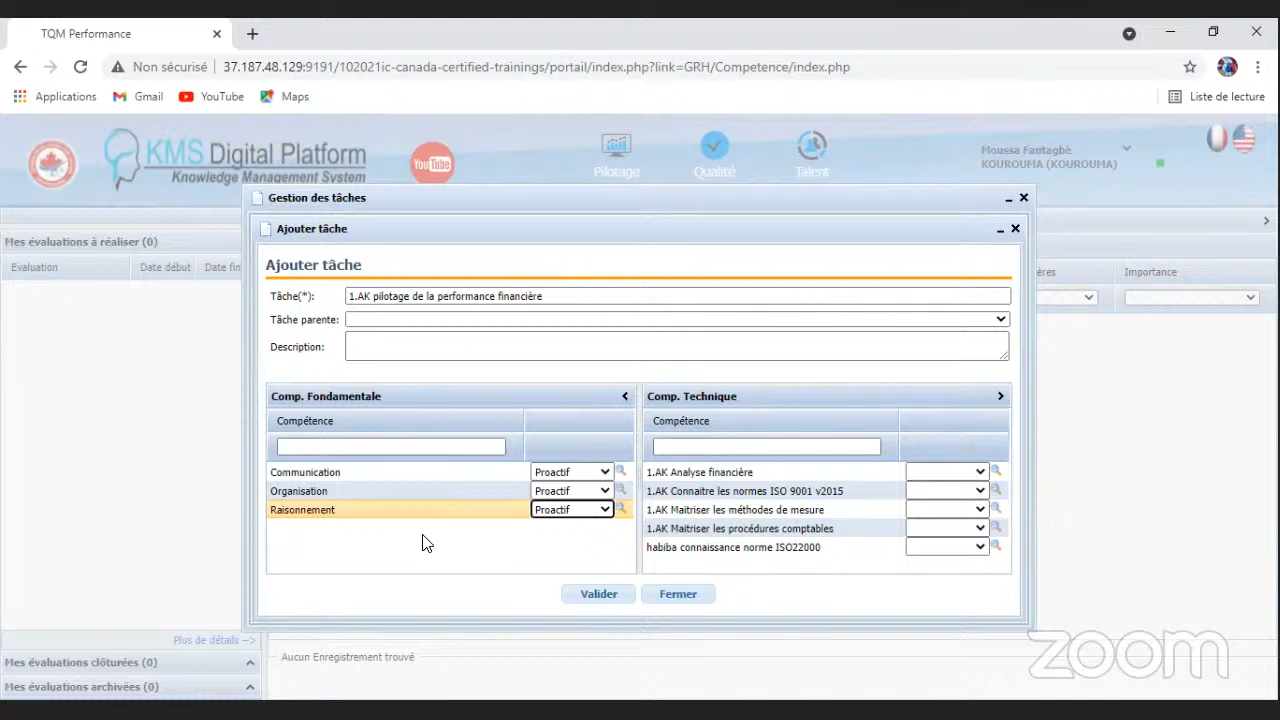 TQM Performance
Non sécurisé 37.187.48.129:9191/102021ic-canada-certified-trainings/portail/index.php?link=GRH/Competence/index.php
Applications Gmail YouTube Maps Liste de lecture
KMS Digital Platform
Knowledge Management System
YouTube
Pilotage Qualité Talent
Moussa Fantagbè
KOUROUMA (KOUROUMA)
Gestion des tâches
Mes évaluations à réaliser (0)
Evaluation Date début Date fin
Ajouter tâche
Ajouter tâche
Tâche(*): 1.AK pilotage de la performance financière
Tâche parente:
Description:
ères Importance
Comp. Fondamentale
Compétence
Communication Proactif
Organisation Proactif
Raisonnement Proactif
Comp. Technique
Compétence
1.AK Analyse financière
1.AK Connaitre les normes ISO 9001 v2015
1.AK Maitriser les méthodes de mesure
1.AK Maitriser les procédures comptables
habiba connaissance norme ISO22000
Valider Fermer
Plus de détails -->
Mes évaluations clôturées (0)
Mes évaluations archivées (0)
Aucun Enregistrement trouvé
zoom